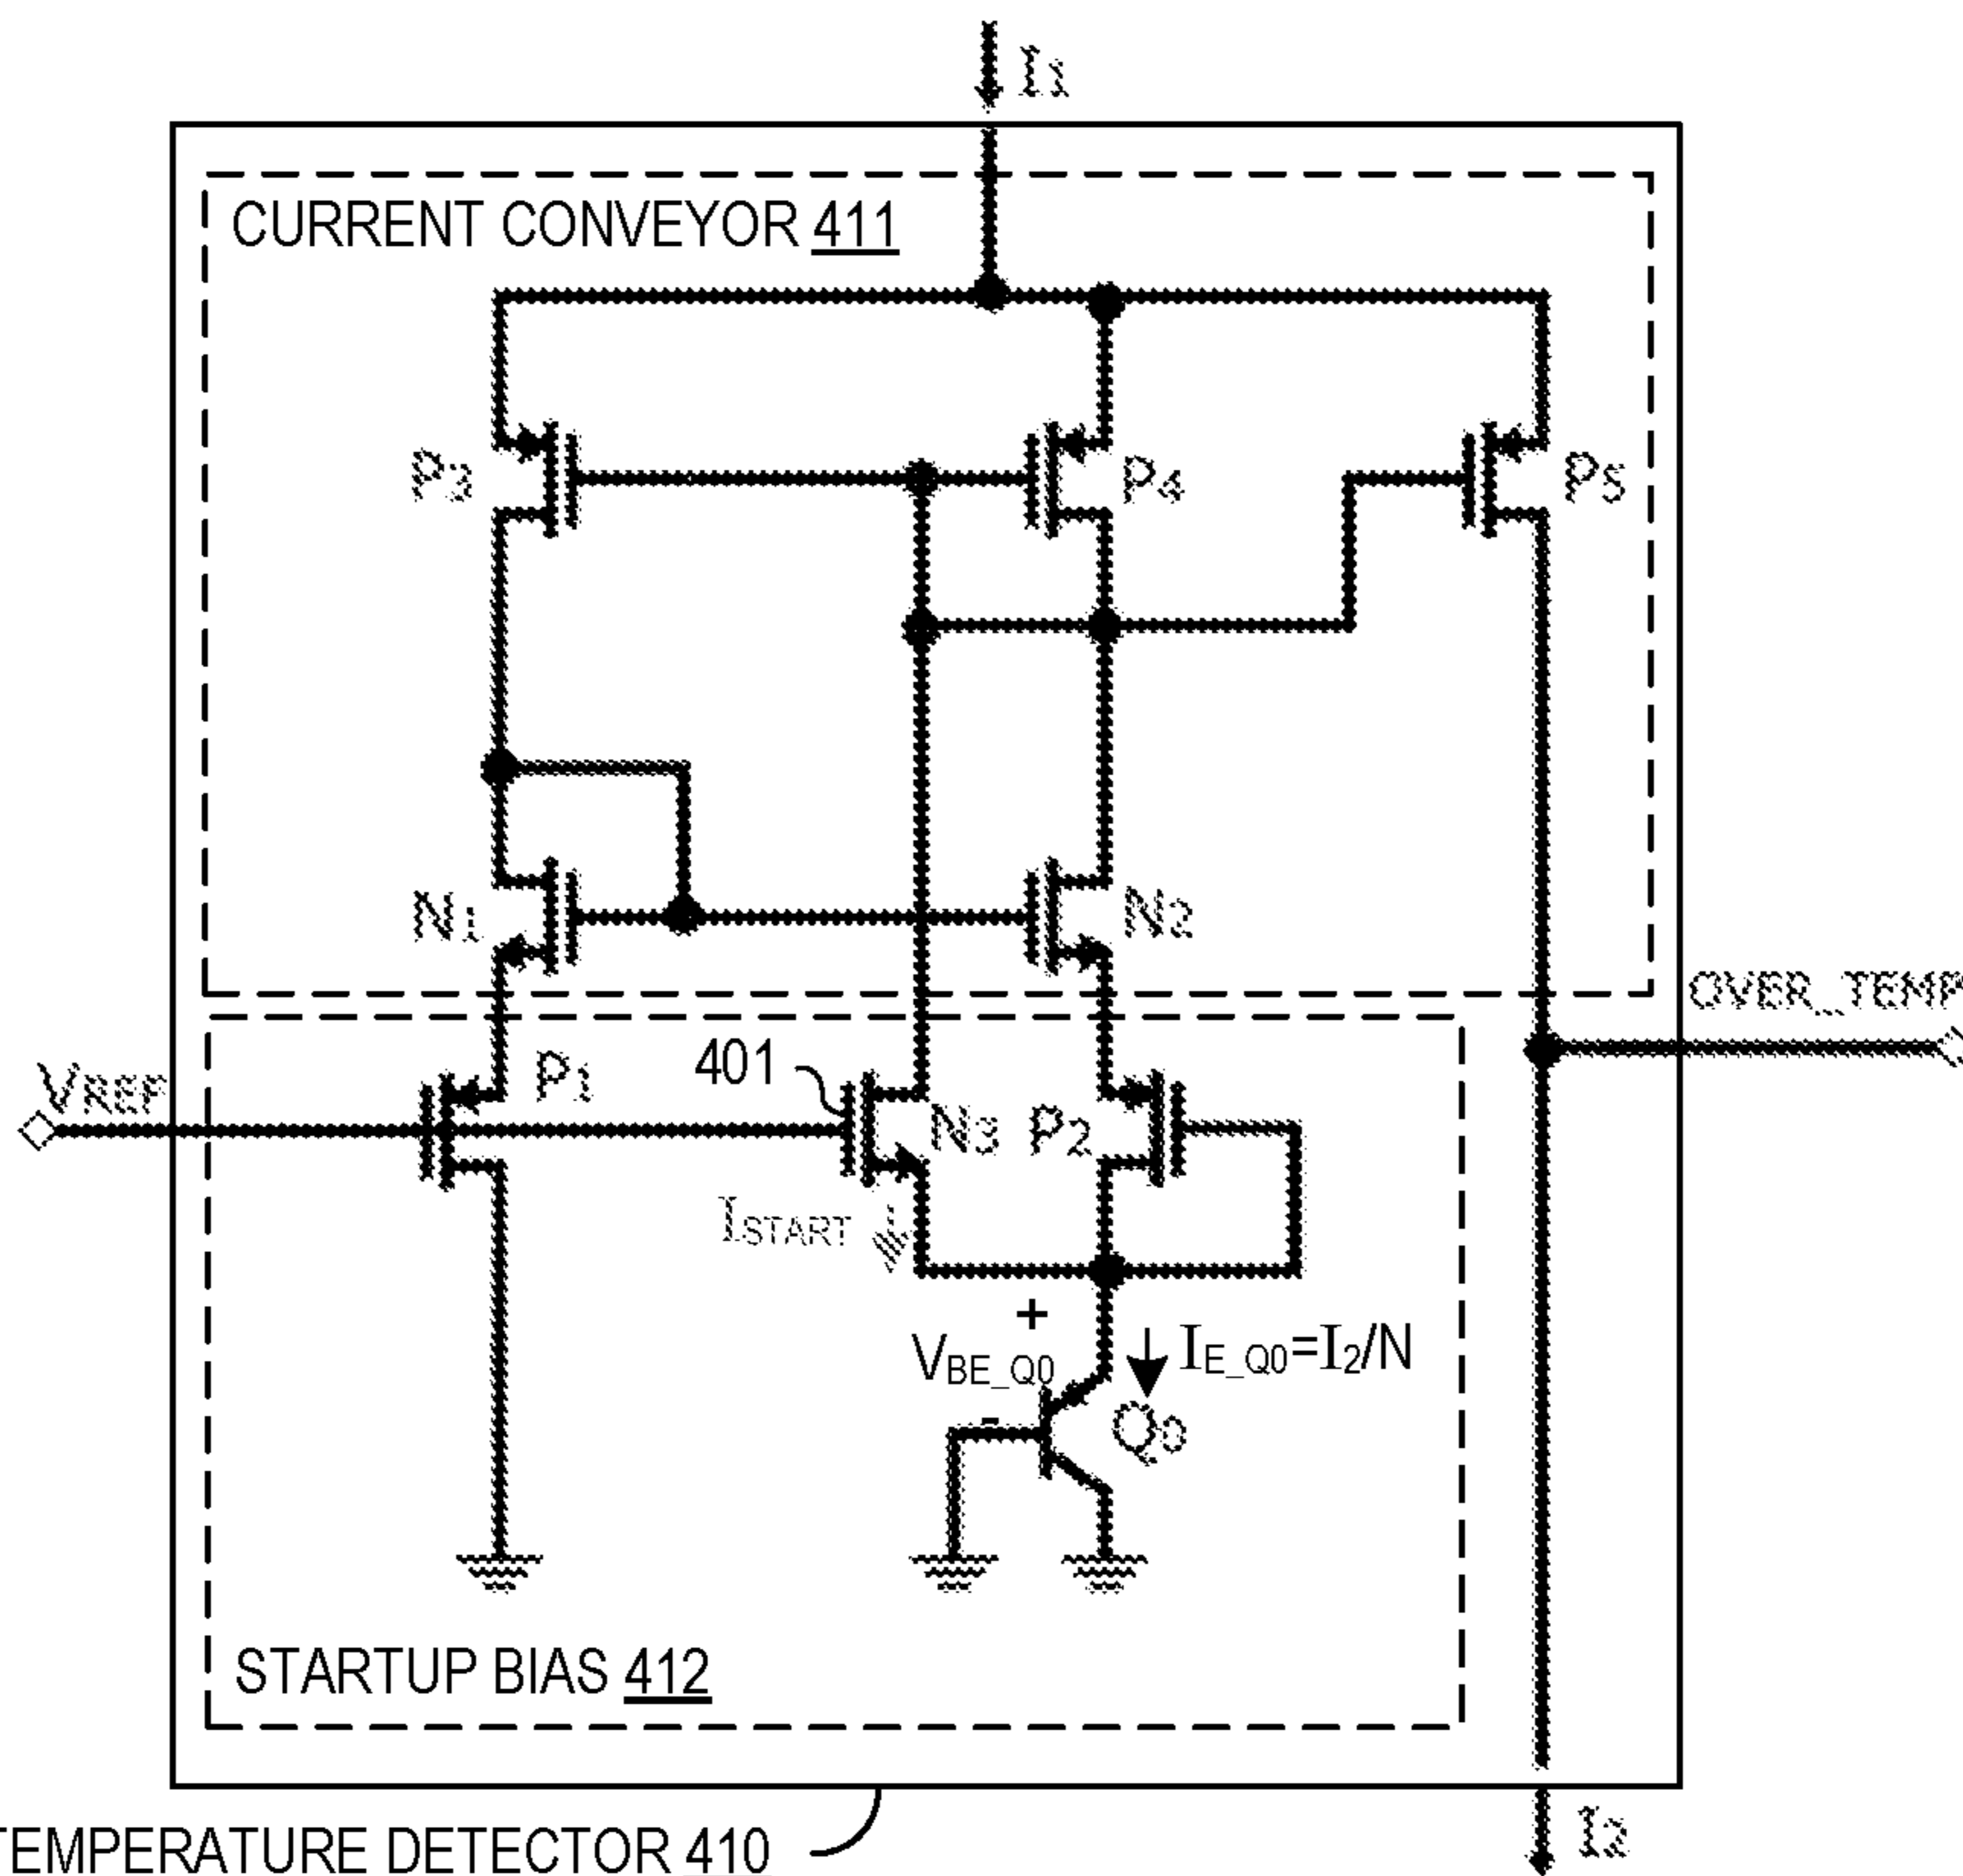 I1
CURRENT CONVEYOR 411
P3 P4 P5
N1 N2
OVER_TEMP
VREF P1 401 N3 P2
ISTART
+
VBE_Q0 IE_Q0=I2/N
-
Q0
STARTUP BIAS 412
TEMPERATURE DETECTOR 410
I2